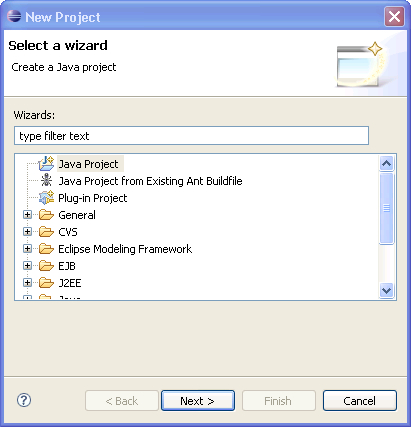 New Project
Select a wizard
Create a Java project
Wizards:
type filter text
Java Project
Java Project from Existing Ant Buildfile
Plug-in Project
General
CVS
Eclipse Modeling Framework
EJB
J2EE
Java
< Back
Next >
Finish
Cancel